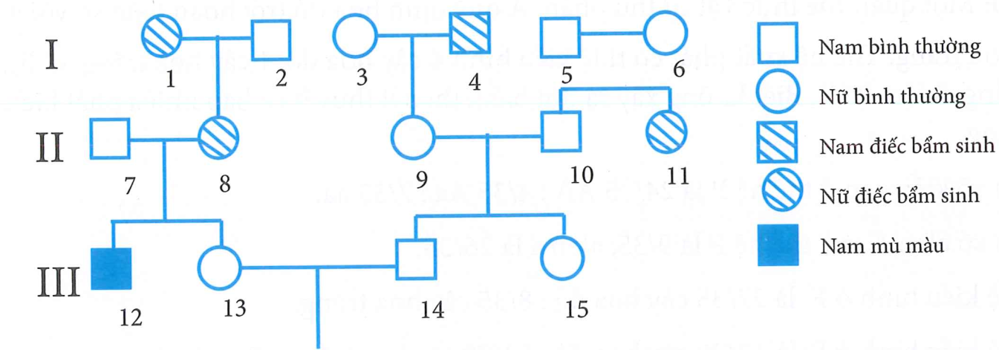 I
1
2
3
4
5
6
Nam bình thường
Nữ bình thường
Nam điếc bẩm sinh
Nữ điếc bẩm sinh
Nam mù màu
II
7
8
9
10
11
III
12
13
14
15